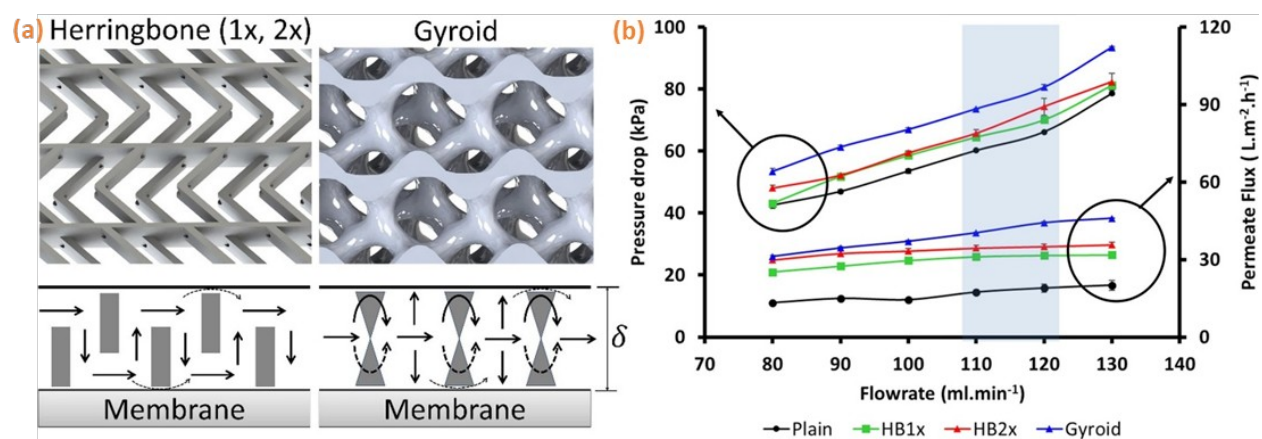 (a) Herringbone (1x, 2x) Gyroid
δ
Membrane Membrane
(b)
Pressure drop (kPa)
100
80
60
40
20
0
70 80 90 100 110 120 130 140
Flowrate (ml.min⁻¹)
120
90
60
30
0
Permeate Flux ( L.m⁻².h⁻¹)
Plain HB1x HB2x Gyroid